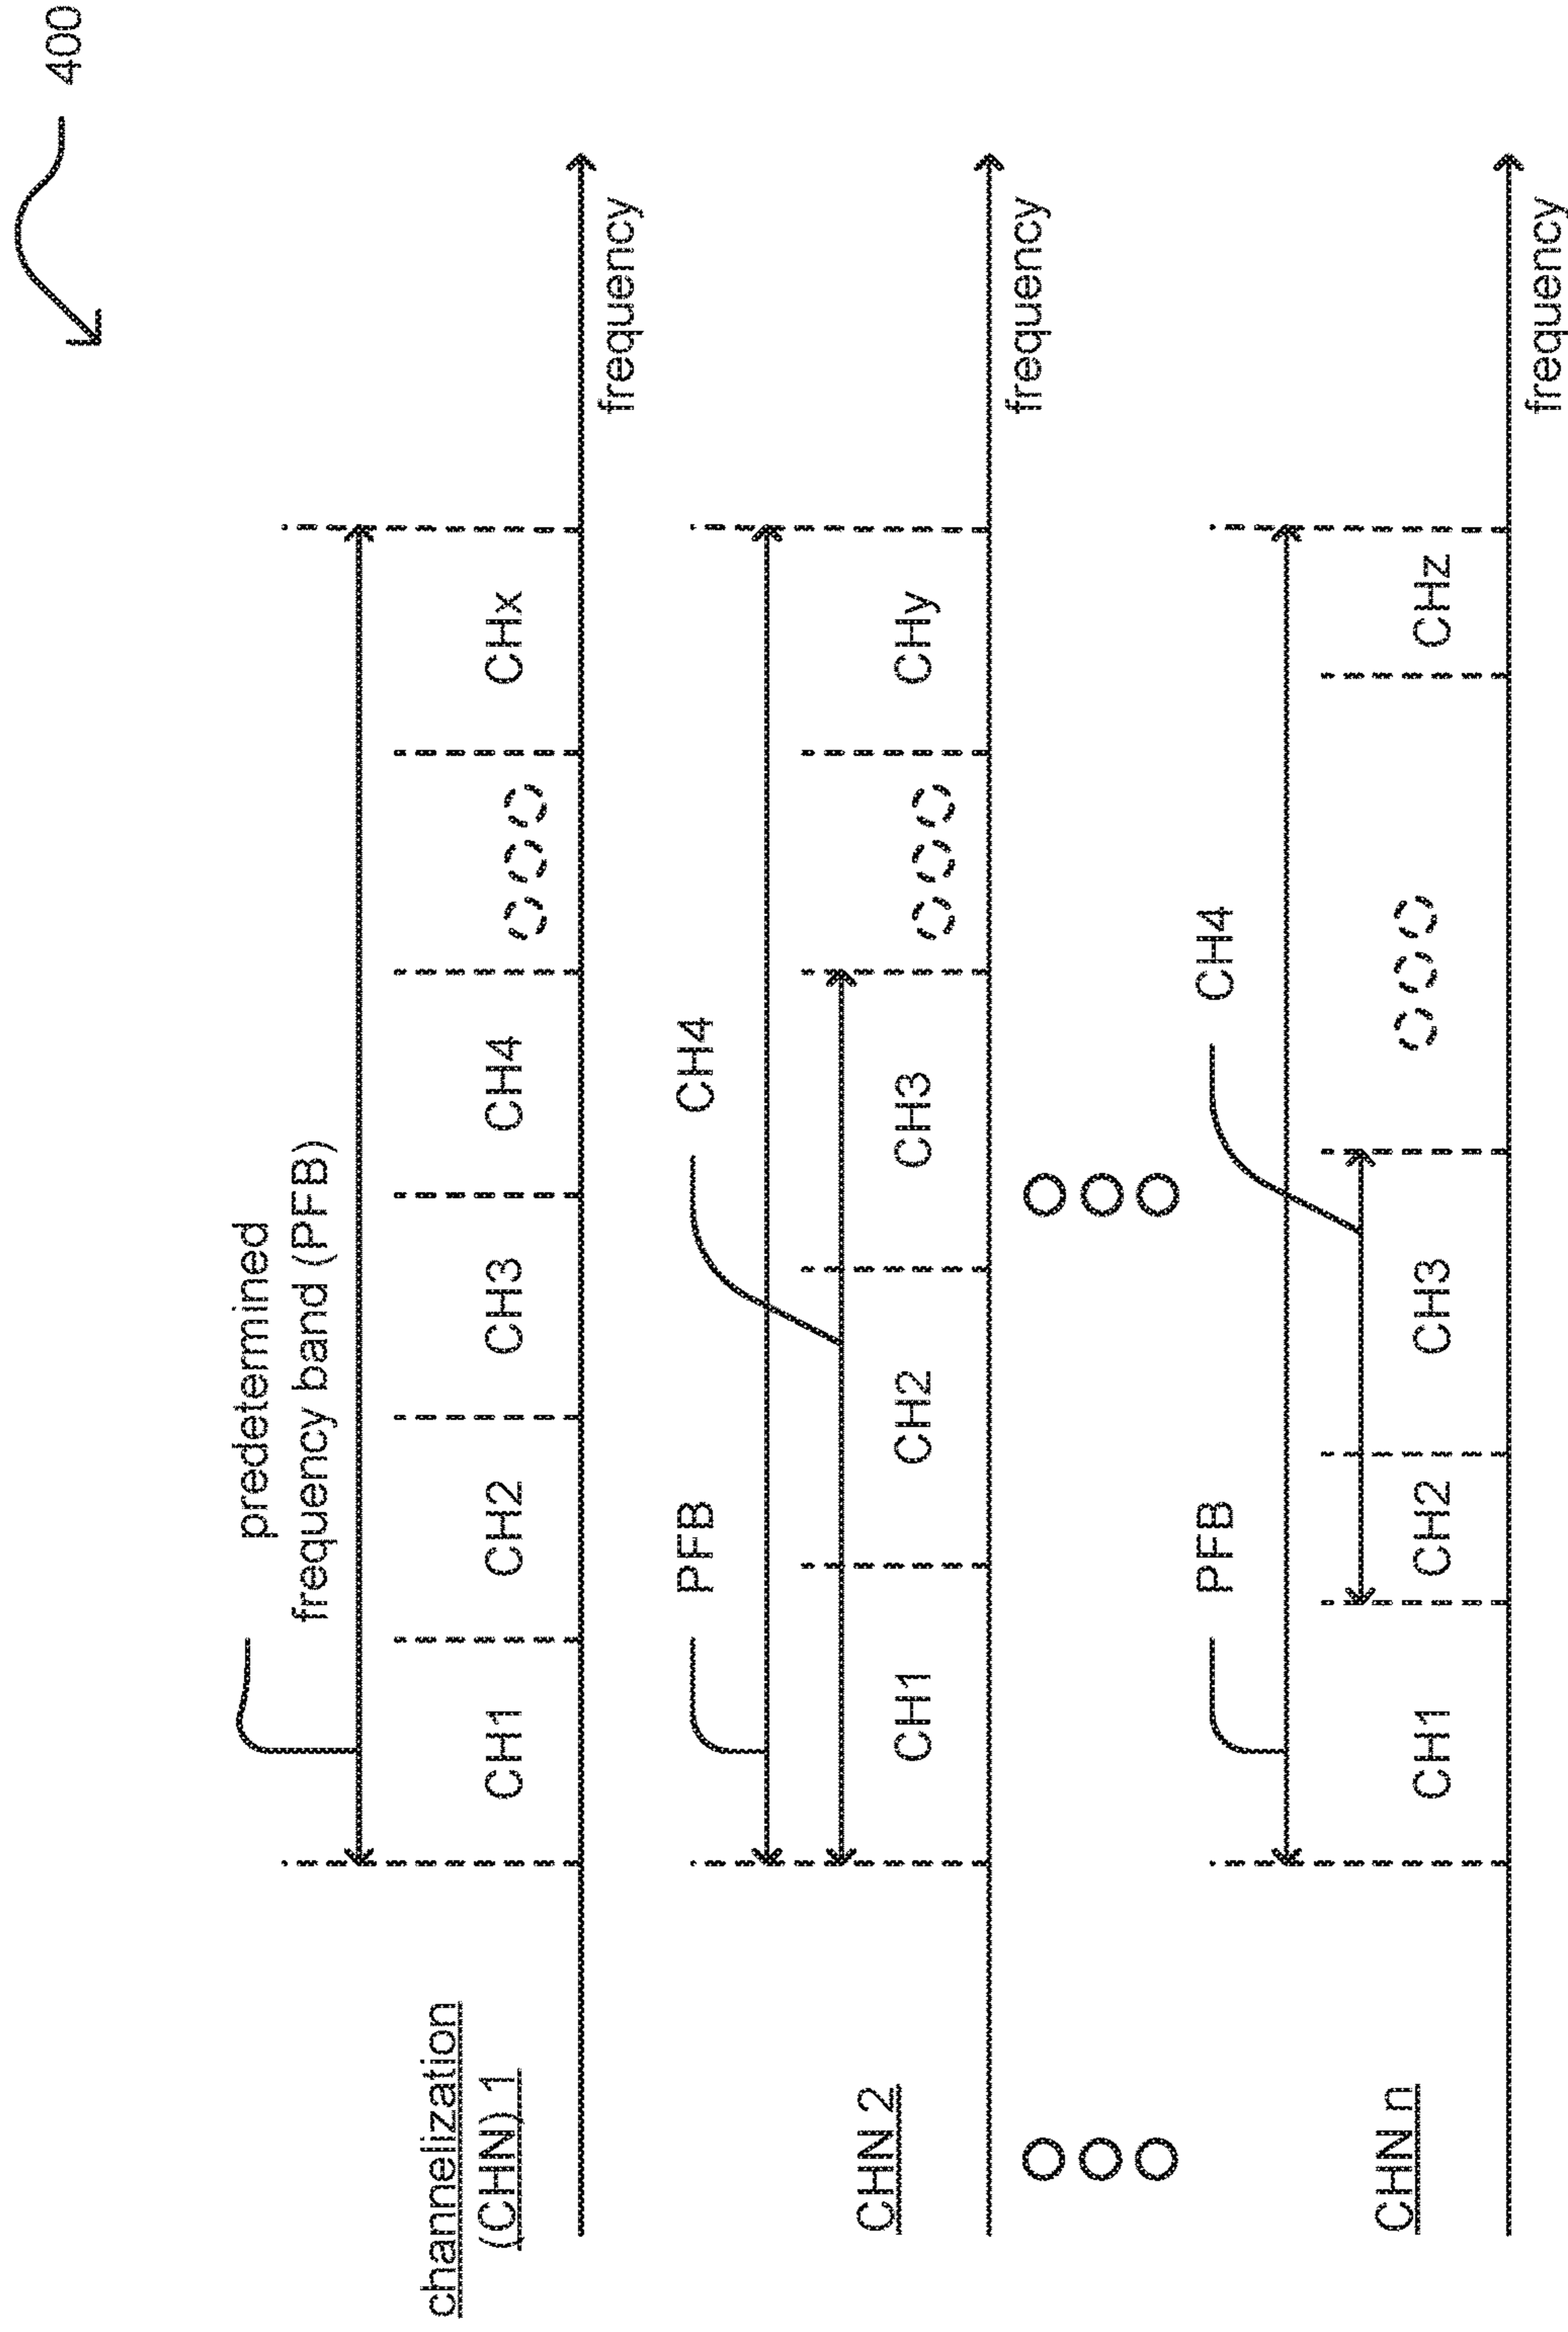 400
predetermined
frequency band (PFB)
channelization
(CHN) 1
CH1
CH2
CH3
CH4
CHx
frequency
PFB
CH4
CHN 2
CH1
CH2
CH3
CHy
frequency
PFB
CH4
CHN n
CH1
CH2
CH3
CHz
frequency